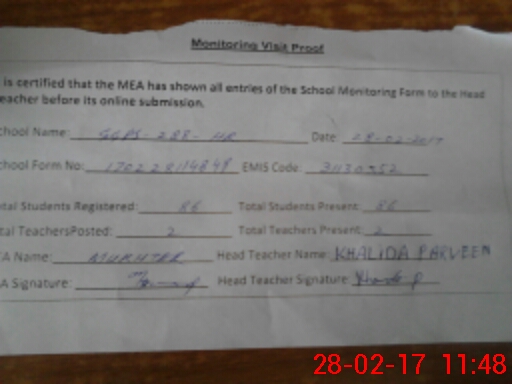 Monitoring Visit Proof
is certified that the MEA has shown all entries of the School Monitoring Form to the Head
eacher before its online submission.
chool Name: GGPS-288-HR Date: 28-02-2017
chool Form No: EMIS Code: 31130352
otal Students Registered: 86 Total Students Present: 56
otal TeachersPosted: 2 Total Teachers Present: 2
EA Name: MUKHTAR Head Teacher Name: KHALIDA PARVEEN
A Signature: Head Teacher Signature:
28-02-17 11:48